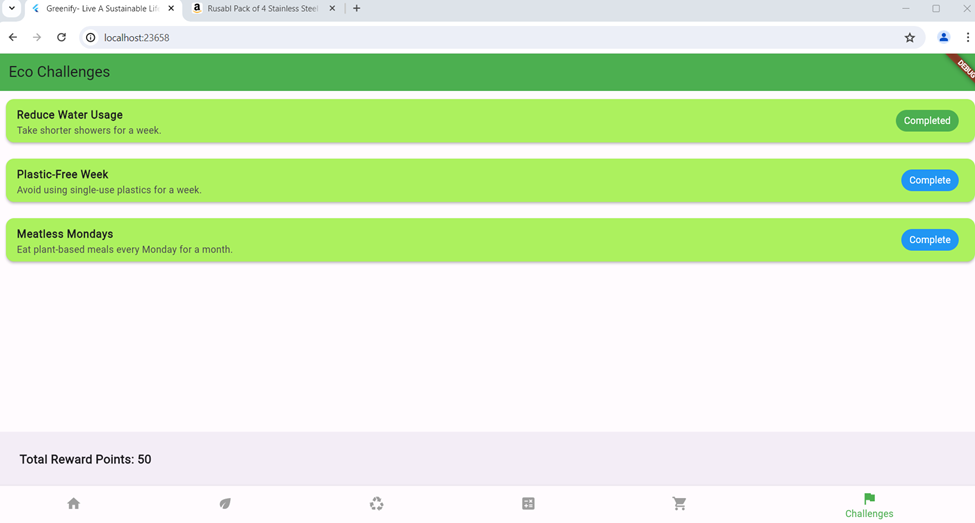 Greenify- Live A Sustainable Life
Rusabl Pack of 4 Stainless Steel
localhost:23658
Eco Challenges
DEBUG
Reduce Water Usage
Take shorter showers for a week.
Completed
Plastic-Free Week
Avoid using single-use plastics for a week.
Complete
Meatless Mondays
Eat plant-based meals every Monday for a month.
Complete
Total Reward Points: 50
Challenges